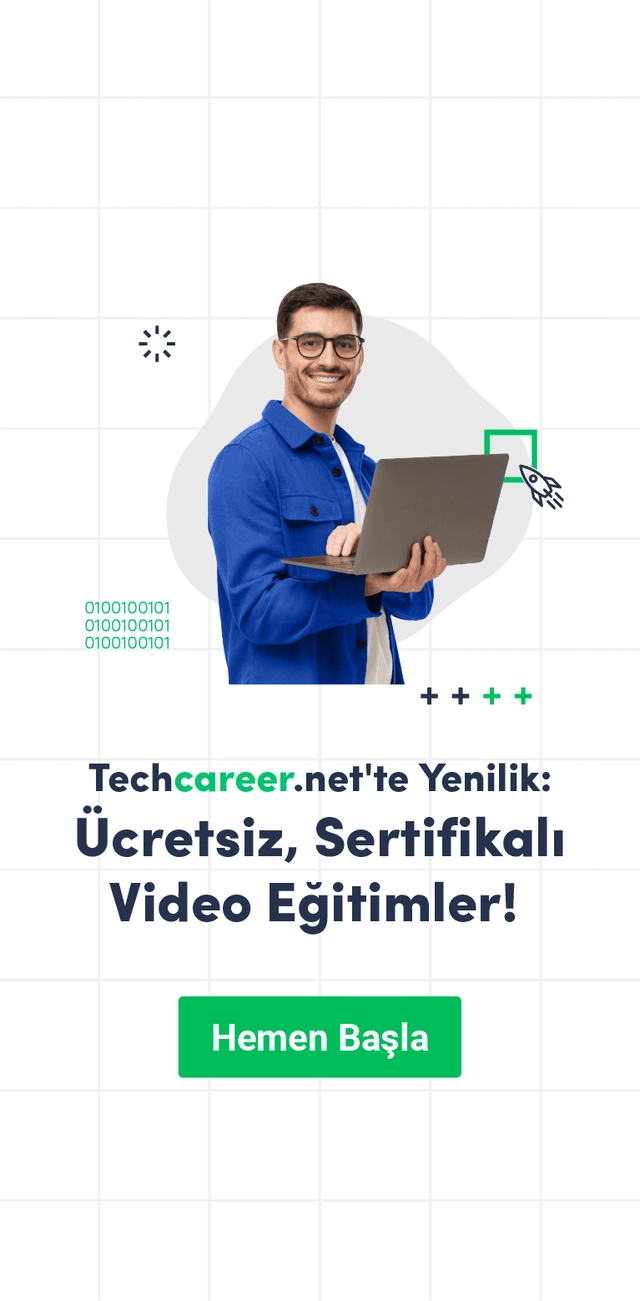 0100100101
0100100101
0100100101
Techcareer.net'te Yenilik:
Ücretsiz, Sertifikalı
Video Eğitimler!
Hemen Başla